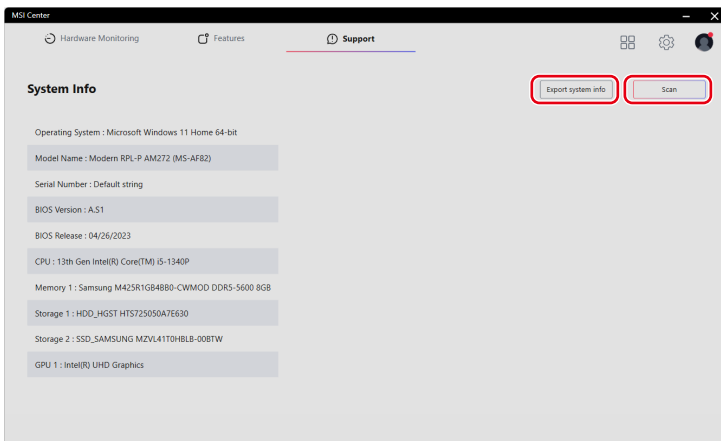 MSI Center
Hardware Monitoring
Features
Support
System Info
Export system info
Scan
Operating System : Microsoft Windows 11 Home 64-bit
Model Name : Modern RPL-P AM272 (MS-AF82)
Serial Number : Default string
BIOS Version : A.S1
BIOS Release : 04/26/2023
CPU : 13th Gen Intel(R) Core(TM) i5-1340P
Memory 1 : Samsung M425R1GB4BB0-CWMOD DDR5-5600 8GB
Storage 1 : HDD_HGST HTS725050A7E630
Storage 2 : SSD_SAMSUNG MZVL41T0HBLB-00BTW
GPU 1 : Intel(R) UHD Graphics